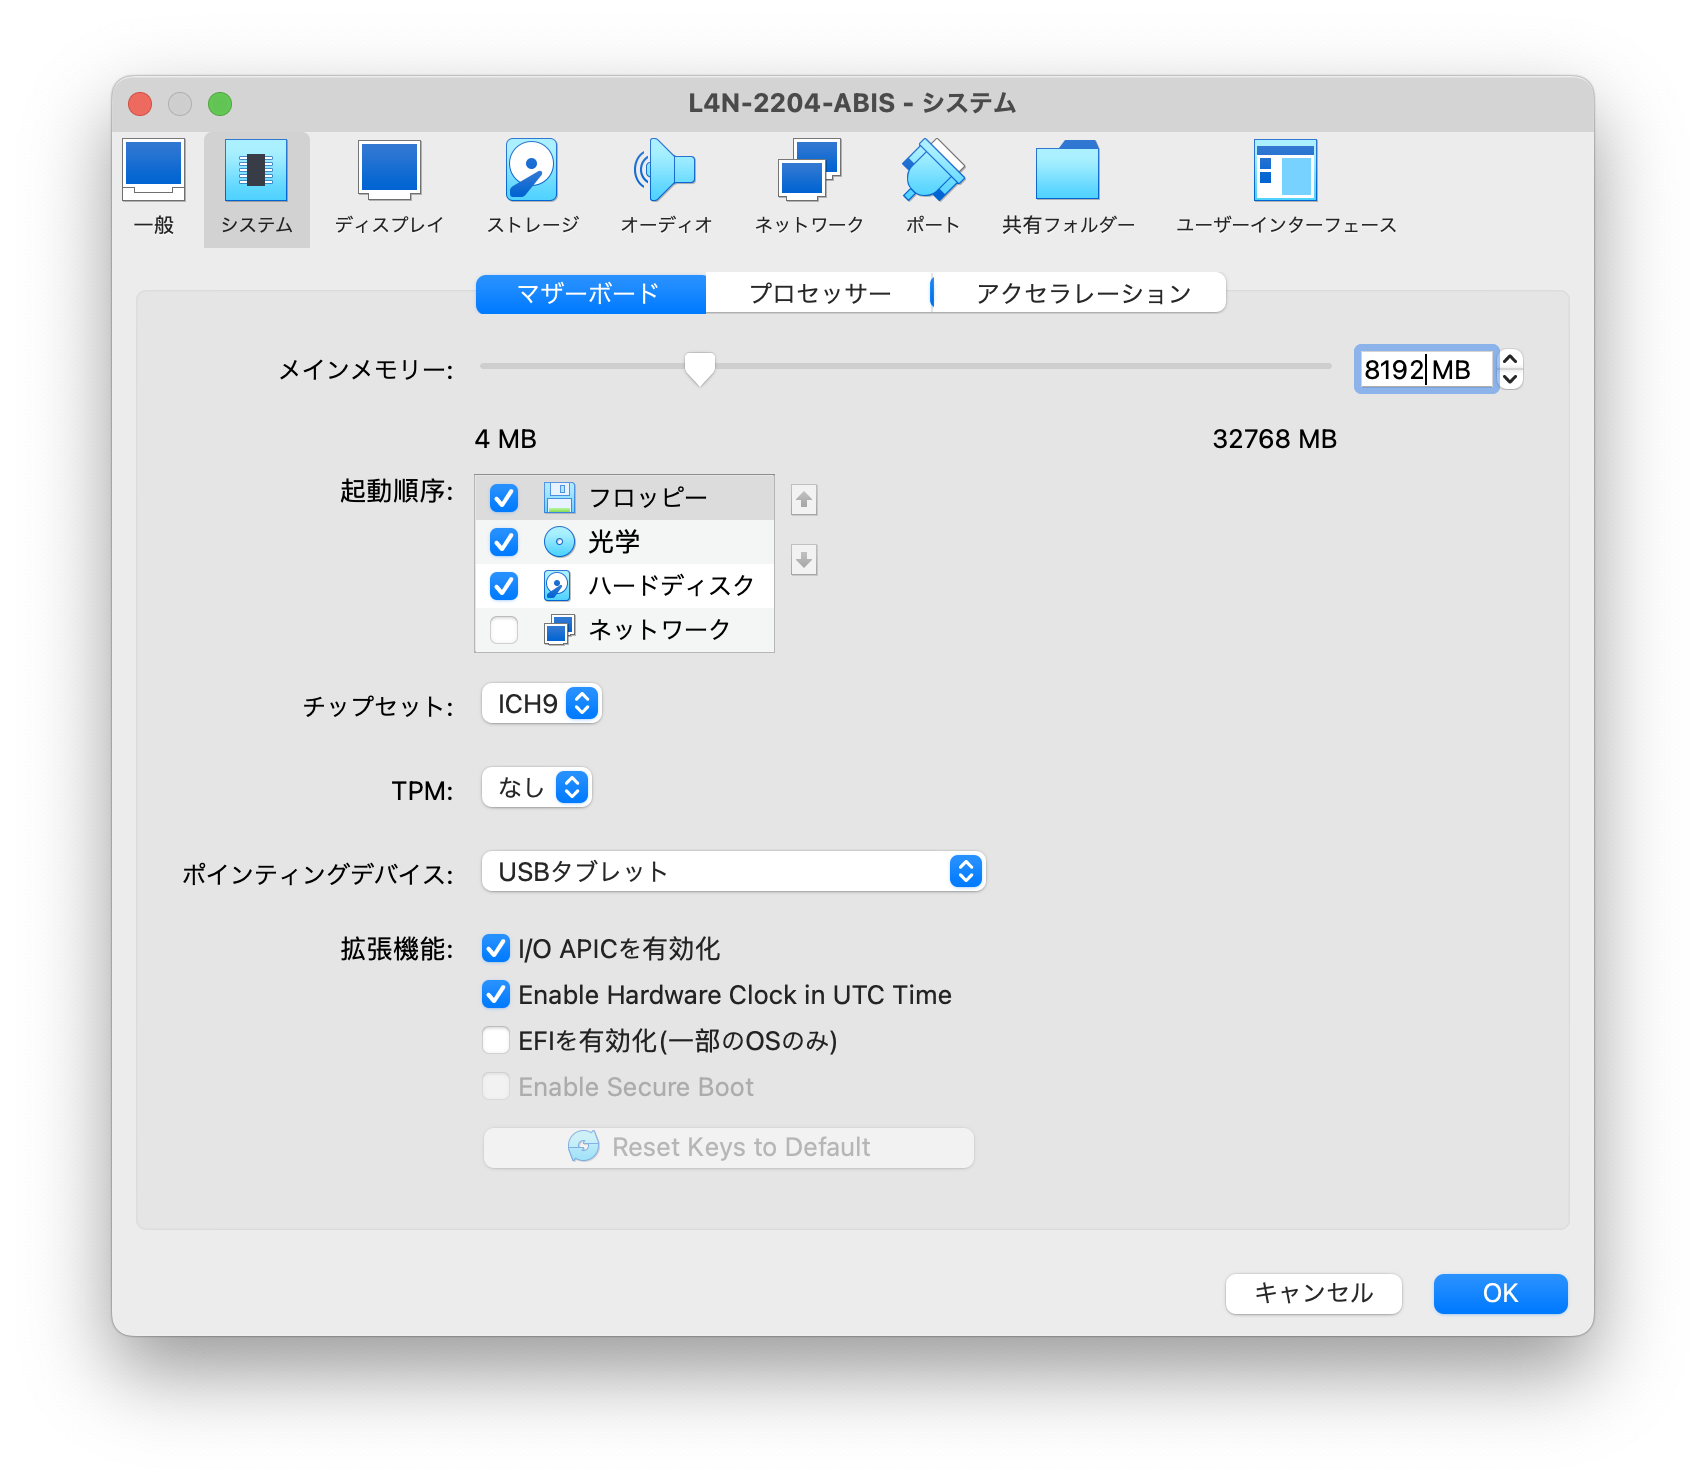 L4N-2204-ABIS - システム
一般
システム
ディスプレイ
ストレージ
オーディオ
ネットワーク
ポート
共有フォルダー
ユーザーインターフェース
マザーボード
プロセッサー
アクセラレーション
メインメモリー:
8192 MB
4 MB
32768 MB
起動順序:
フロッピー
光学
ハードディスク
ネットワーク
チップセット:
ICH9
TPM:
なし
ポインティングデバイス:
USBタブレット
拡張機能:
I/O APICを有効化
Enable Hardware Clock in UTC Time
EFIを有効化(一部のOSのみ)
Enable Secure Boot
Reset Keys to Default
キャンセル
OK